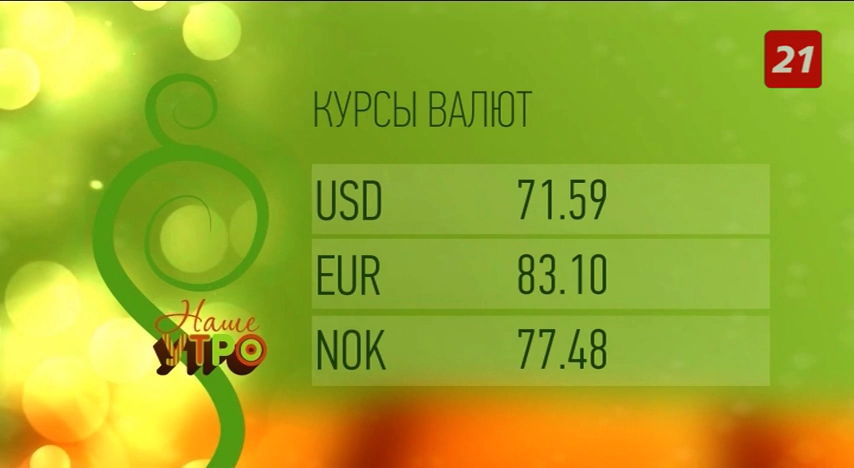 21
КУРСЫ ВАЛЮТ
USD 71.59
EUR 83.10
NOK 77.48
Наше
УТРО